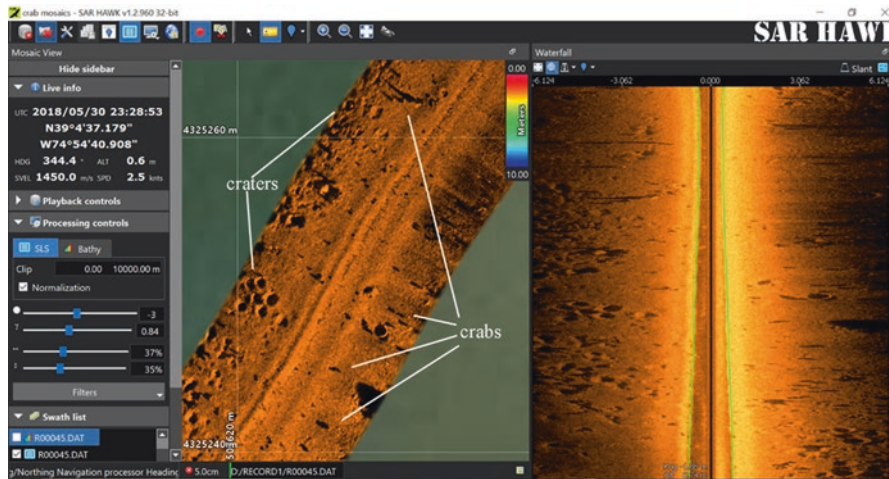 crab mosaics - SAR HAWK v1.2.960 32-bit
SAR HAWK
Mosaic View
Hide sidebar
Live info
UTC 2018/05/30 23:28:53
N39°4'37.179"
W74°54'40.908"
HDG 344.4 ° ALT 0.6 m
SVEL 1450.0 m/s SPD 2.5 knts
Playback controls
Processing controls
SLS
Bathy
Clip 0.00 10000.00 m
Normalization
-3
0.84
37%
35%
Filters
Swath list
R00045.DAT
R00045.DAT
g/Northing Navigation processor Heading
5.0cm
D:/RECORD1/R00045.DAT
4325260 m
4325240 m
503620 m
craters
crabs
0.00
Meters
10.00
Waterfall
Slant
-6.124 -3.062 0.000 3.062 6.124